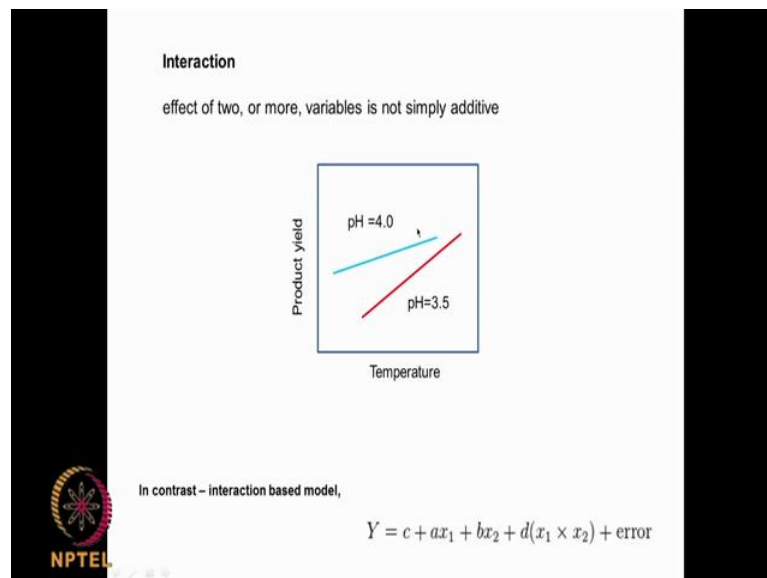 Interaction
effect of two, or more, variables is not simply additive
pH =4.0
Product yield
pH=3.5
Temperature
In contrast – interaction based model,
Y = c + ax₁ + bx₂ + d(x₁ × x₂) + error
NPTEL